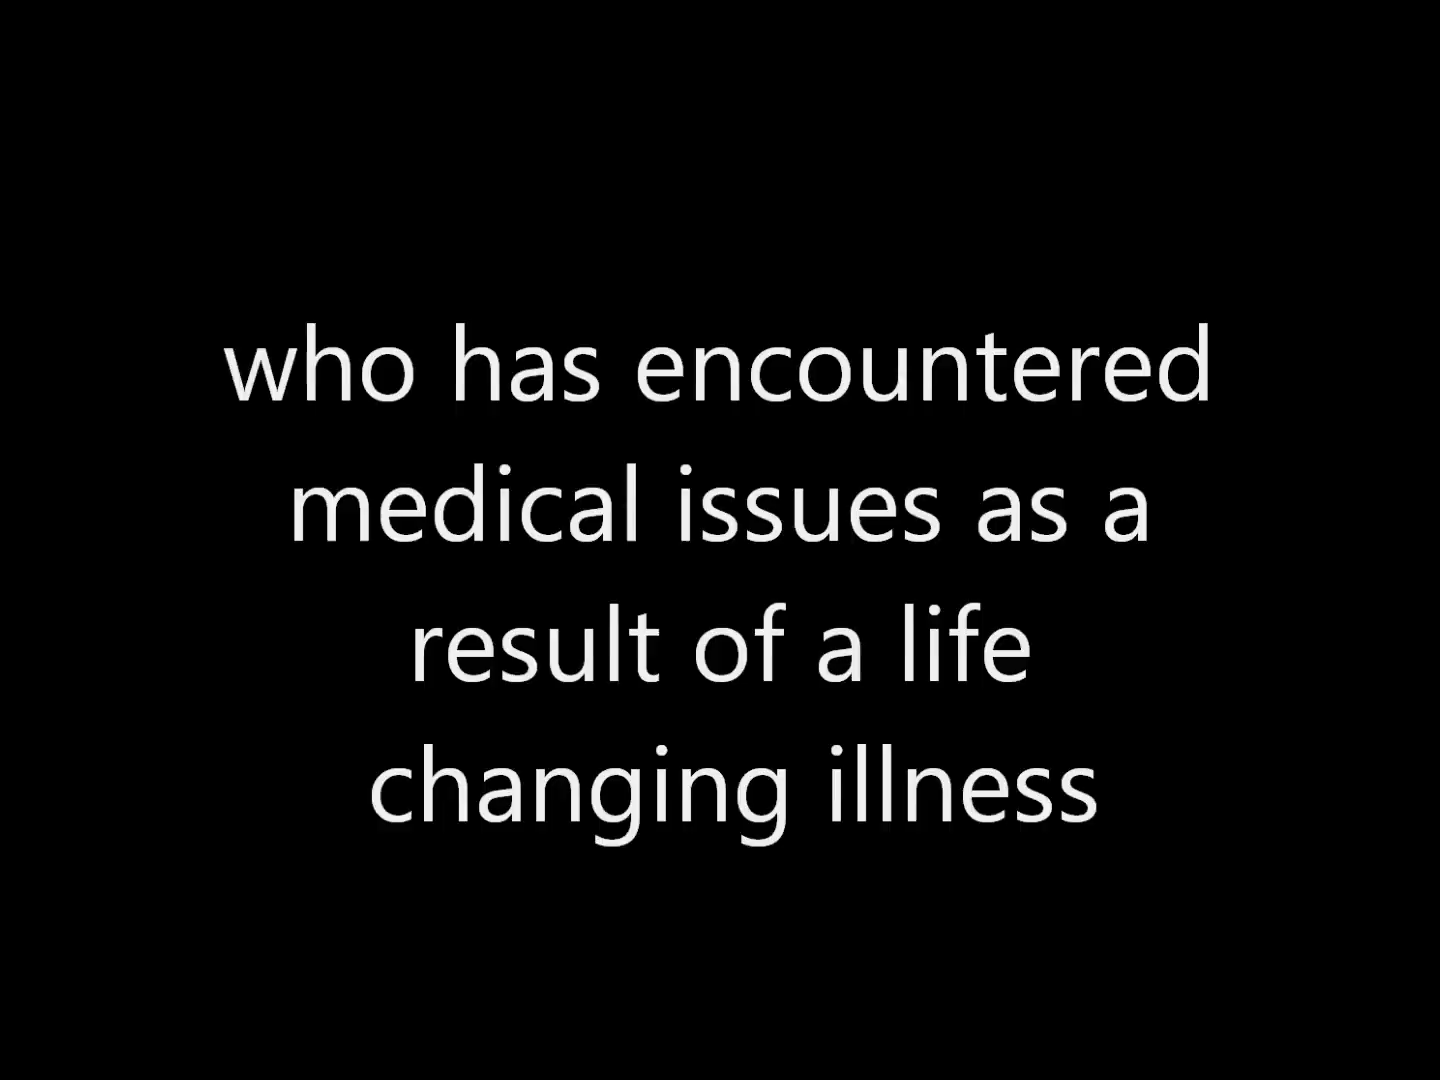 who has encountered
medical issues as a
result of a life
changing illness